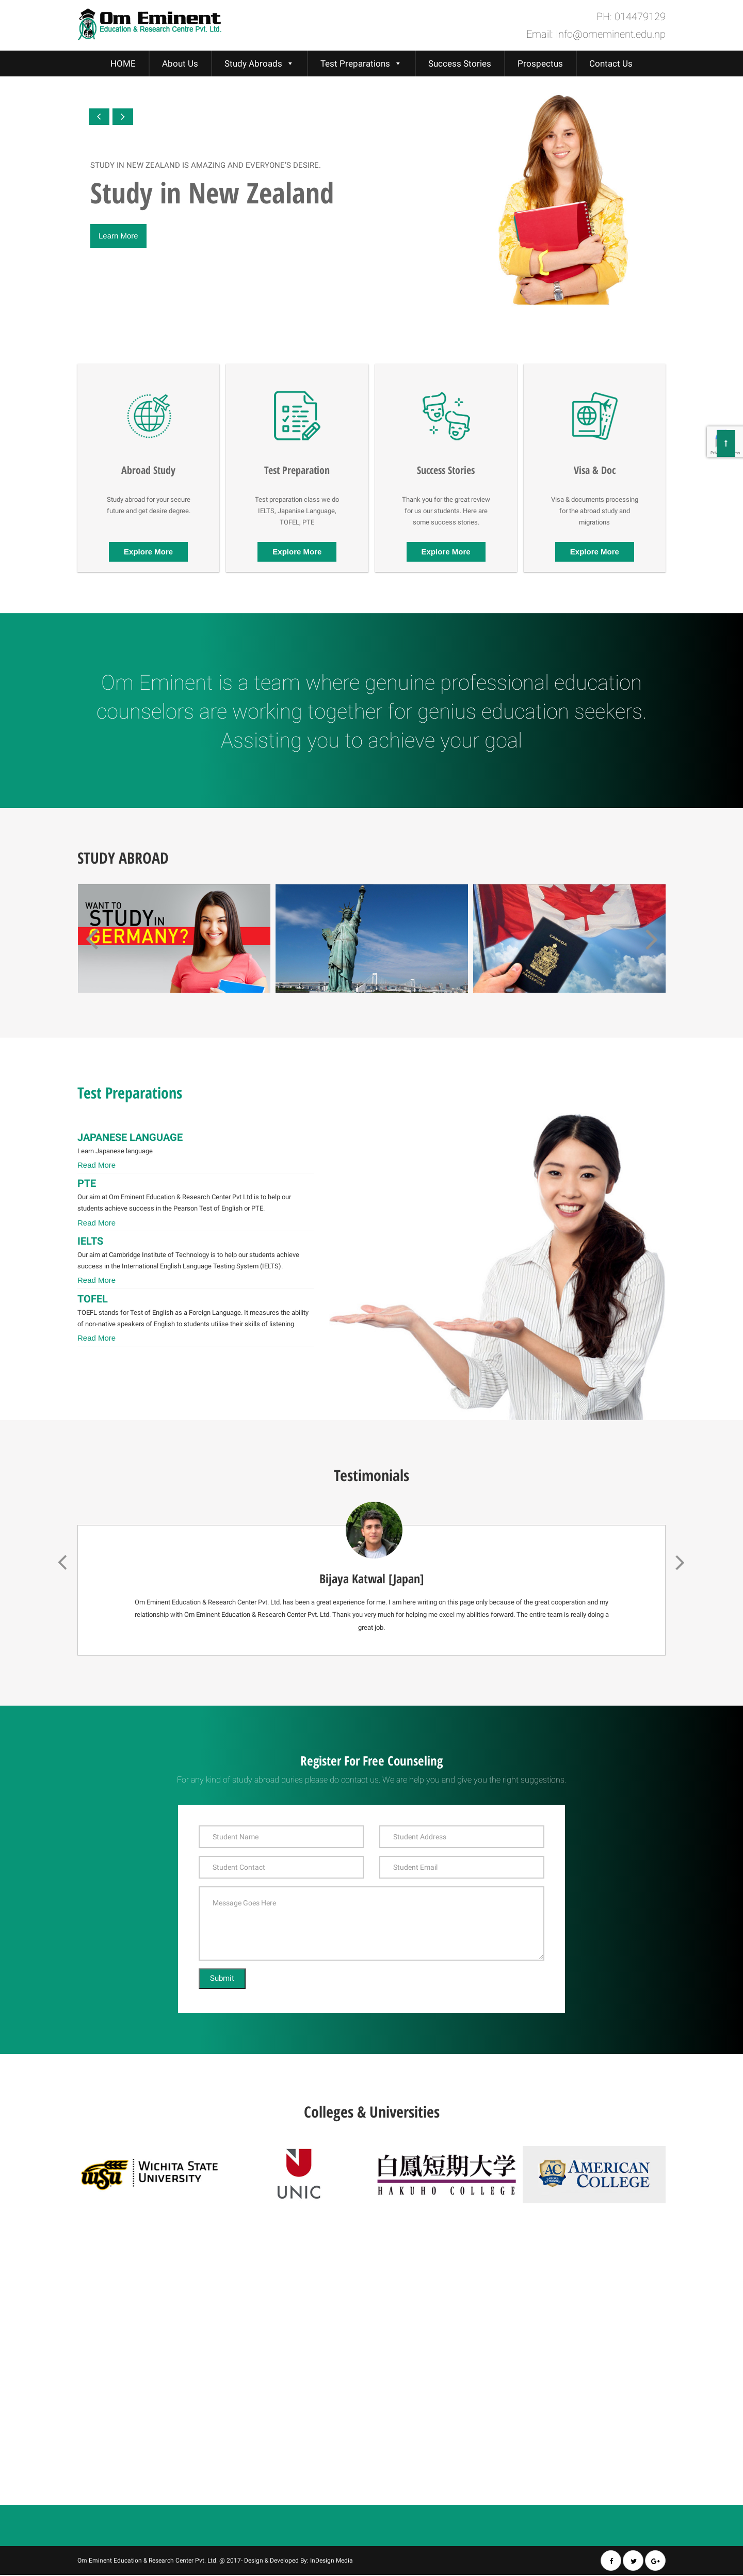 Om Eminent
Education & Research Centre Pvt. Ltd.
PH: 014479129
Email: Info@omeminent.edu.np
HOME About Us Study Abroads Test Preparations Success Stories Prospectus Contact Us
STUDY IN NEW ZEALAND IS AMAZING AND EVERYONE'S DESIRE.
Study in New Zealand
Learn More
Abroad Study
Study abroad for your secure
future and get desire degree.
Explore More
Test Preparation
Test preparation class we do
IELTS, Japanise Language,
TOFEL, PTE
Explore More
Success Stories
Thank you for the great review
for us our students. Here are
some success stories.
Explore More
Visa & Doc
Visa & documents processing
for the abroad study and
migrations
Explore More
Om Eminent is a team where genuine professional education
counselors are working together for genius education seekers.
Assisting you to achieve your goal
STUDY ABROAD
WANT TO
STUDY IN
GERMANY?
CANADA
PASSPORT
PASSEPORT
Test Preparations
JAPANESE LANGUAGE
Learn Japanese language
Read More
PTE
Our aim at Om Eminent Education & Research Center Pvt Ltd is to help our
students achieve success in the Pearson Test of English or PTE.
Read More
IELTS
Our aim at Cambridge Institute of Technology is to help our students achieve
success in the International English Language Testing System (IELTS).
Read More
TOFEL
TOEFL stands for Test of English as a Foreign Language. It measures the ability
of non-native speakers of English to students utilise their skills of listening
Read More
Testimonials
Bijaya Katwal [Japan]
Om Eminent Education & Research Center Pvt. Ltd. has been a great experience for me. I am here writing on this page only because of the great cooperation and my
relationship with Om Eminent Education & Research Center Pvt. Ltd. Thank you very much for helping me excel my abilities forward. The entire team is really doing a
great job.
Register For Free Counseling
For any kind of study abroad quries please do contact us. We are help you and give you the right suggestions.
Student Name
Student Address
Student Contact
Student Email
Message Goes Here
Submit
Colleges & Universities
WSU
WICHITA STATE
UNIVERSITY
UNIC
白鳳短期大学
HAKUHO COLLEGE
AC
AMERICAN
COLLEGE
Om Eminent Education & Research Center Pvt. Ltd. @ 2017- Design & Developed By: InDesign Media